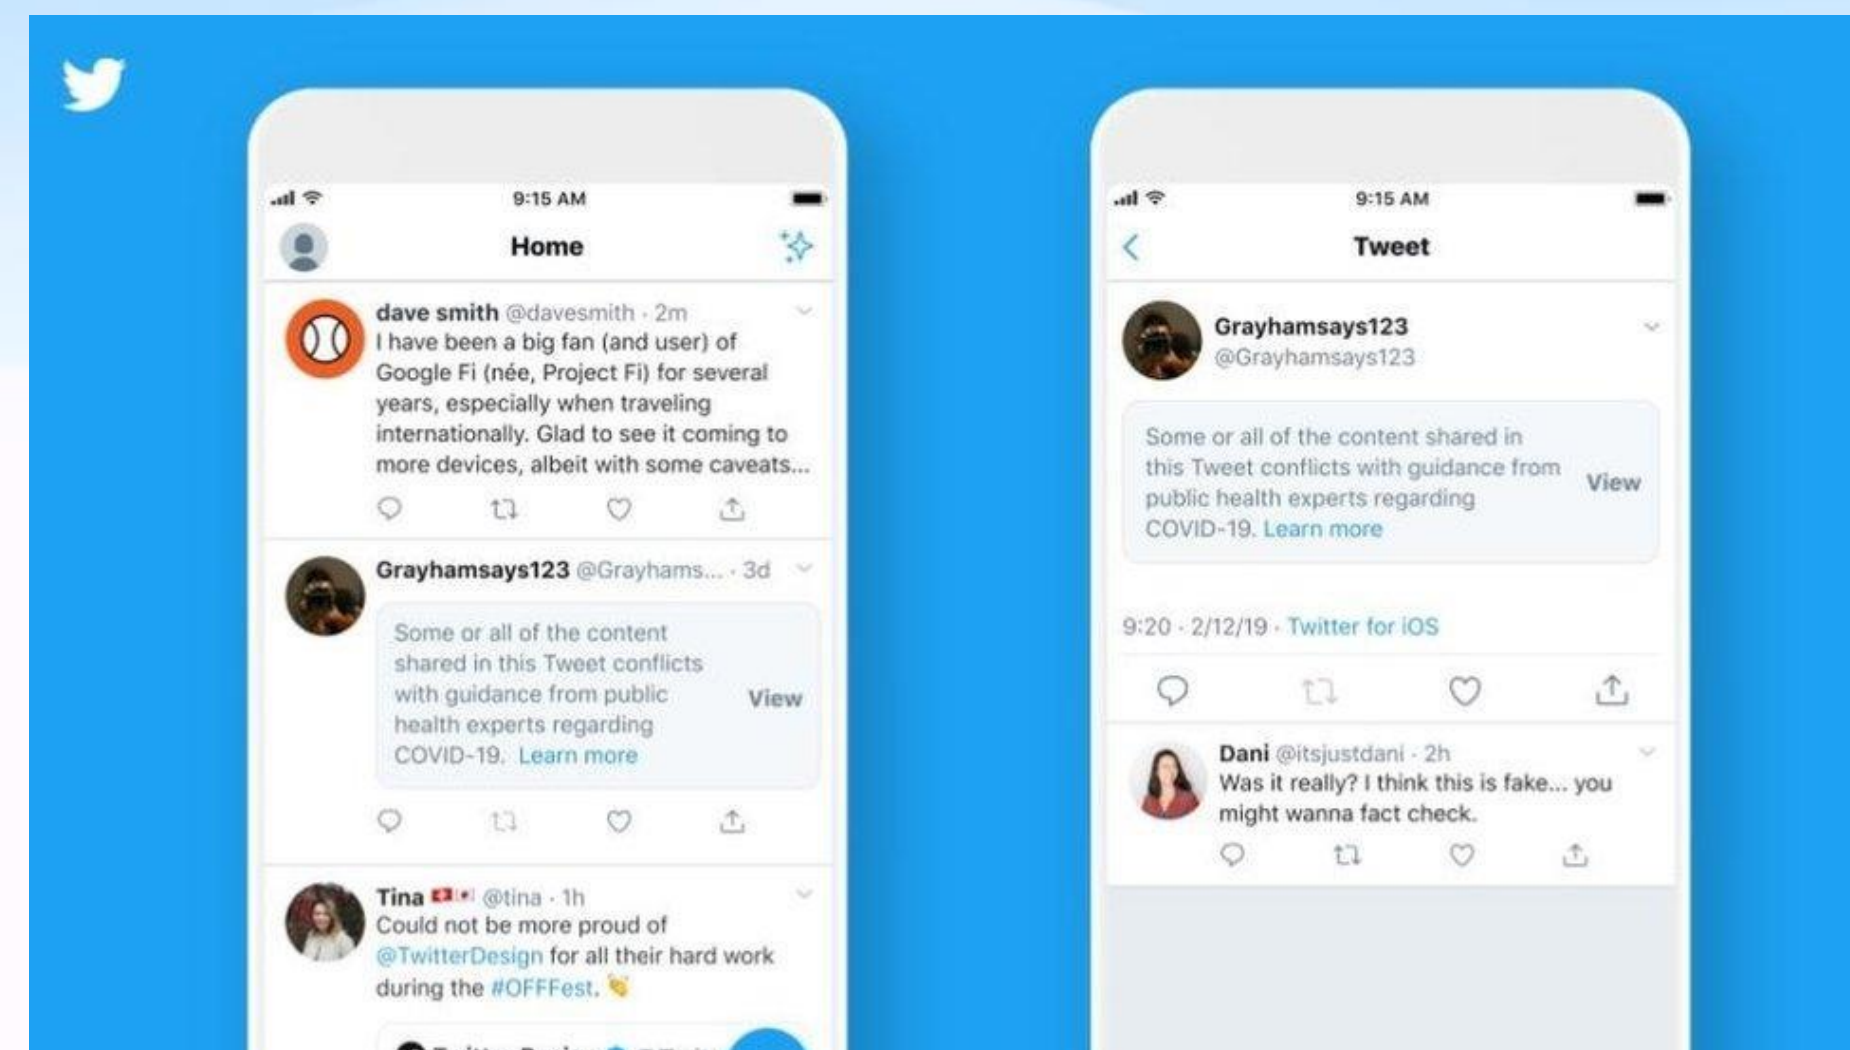 9:15 AM
Home
dave smith @davesmith · 2m
I have been a big fan (and user) of
Google Fi (née, Project Fi) for several
years, especially when traveling
internationally. Glad to see it coming to
more devices, albeit with some caveats...
Grayhamsays123 @Grayhams... · 3d
Some or all of the content
shared in this Tweet conflicts
with guidance from public
health experts regarding
COVID-19. Learn more
View
Tina @tina · 1h
Could not be more proud of
@TwitterDesign for all their hard work
during the #OFFFest.
9:15 AM
Tweet
Grayhamsays123
@Grayhamsays123
Some or all of the content shared in
this Tweet conflicts with guidance from
public health experts regarding
COVID-19. Learn more
View
9:20 · 2/12/19 · Twitter for iOS
Dani @itsjustdani · 2h
Was it really? I think this is fake... you
might wanna fact check.